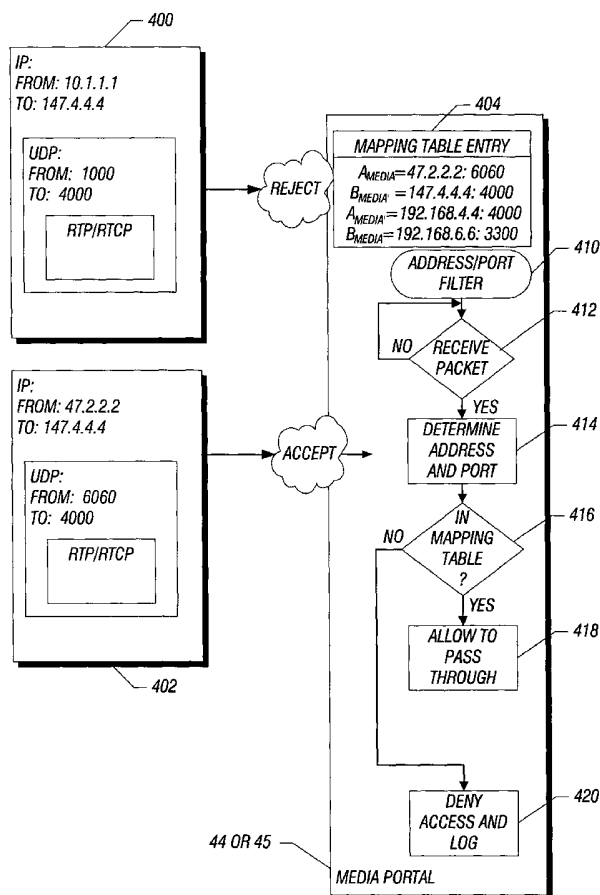 400
IP:
FROM: 10.1.1.1
TO: 147.4.4.4
UDP:
FROM: 1000
TO: 4000
RTP/RTCP
REJECT
404
MAPPING TABLE ENTRY
AMEDIA=47.2.2.2: 6060
BMEDIA'=147.4.4.4: 4000
AMEDIA'=192.168.4.4: 4000
BMEDIA=192.168.6.6: 3300
ADDRESS/PORT
FILTER
410
412
NO
RECEIVE
PACKET
YES
IP:
FROM: 47.2.2.2
TO: 147.4.4.4
UDP:
FROM: 6060
TO: 4000
RTP/RTCP
402
ACCEPT
DETERMINE
ADDRESS
AND PORT
414
NO
IN
MAPPING
TABLE
?
416
YES
ALLOW TO
PASS
THROUGH
418
DENY
ACCESS AND
LOG
420
44 OR 45
MEDIA PORTAL